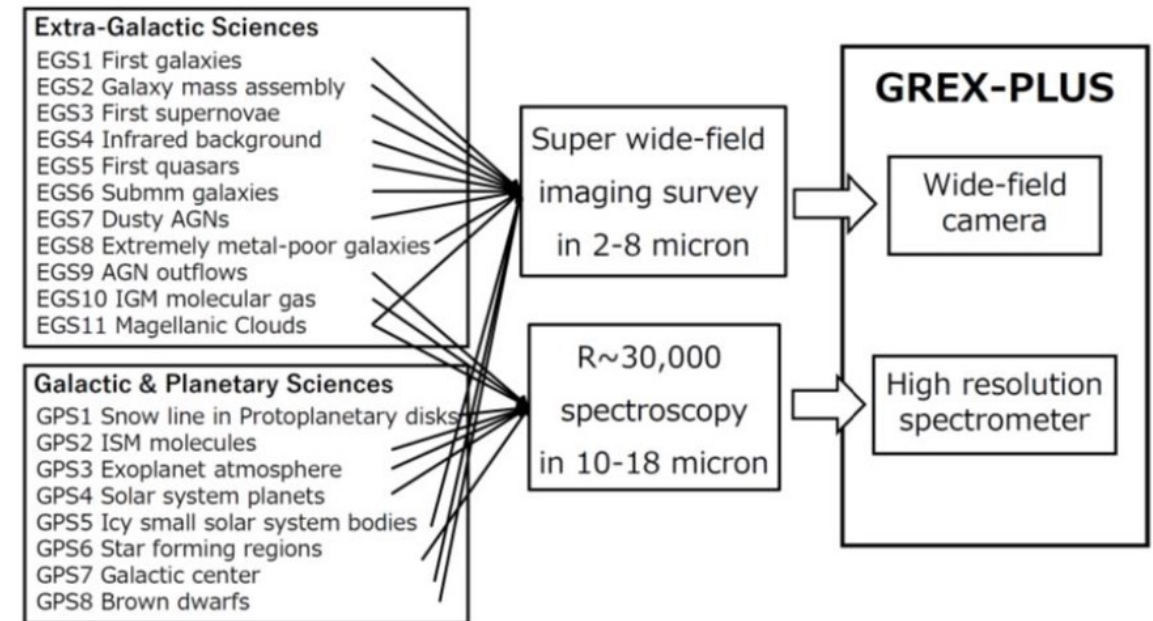 Extra-Galactic Sciences
EGS1 First galaxies
EGS2 Galaxy mass assembly
EGS3 First supernovae
EGS4 Infrared background
EGS5 First quasars
EGS6 Submm galaxies
EGS7 Dusty AGNs
EGS8 Extremely metal-poor galaxies
EGS9 AGN outflows
EGS10 IGM molecular gas
EGS11 Magellanic Clouds
Galactic & Planetary Sciences
GPS1 Snow line in Protoplanetary disks
GPS2 ISM molecules
GPS3 Exoplanet atmosphere
GPS4 Solar system planets
GPS5 Icy small solar system bodies
GPS6 Star forming regions
GPS7 Galactic center
GPS8 Brown dwarfs
Super wide-field
imaging survey
in 2-8 micron
R~30,000
spectroscopy
in 10-18 micron
GREX-PLUS
Wide-field
camera
High resolution
spectrometer